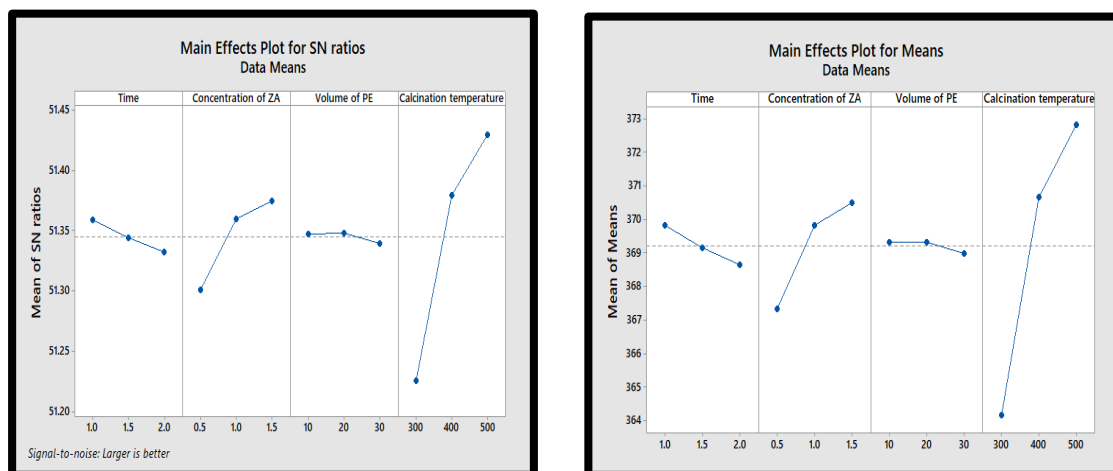 Main Effects Plot for SN ratios
Data Means
Time Concentration of ZA Volume of PE Calcination temperature
Mean of SN ratios
51.45
51.40
51.35
51.30
51.25
51.20
1.0 1.5 2.0 0.5 1.0 1.5 10 20 30 300 400 500
Signal-to-noise: Larger is better
Main Effects Plot for Means
Data Means
Time Concentration of ZA Volume of PE Calcination temperature
Mean of Means
373
372
371
370
369
368
367
366
365
364
1.0 1.5 2.0 0.5 1.0 1.5 10 20 30 300 400 500